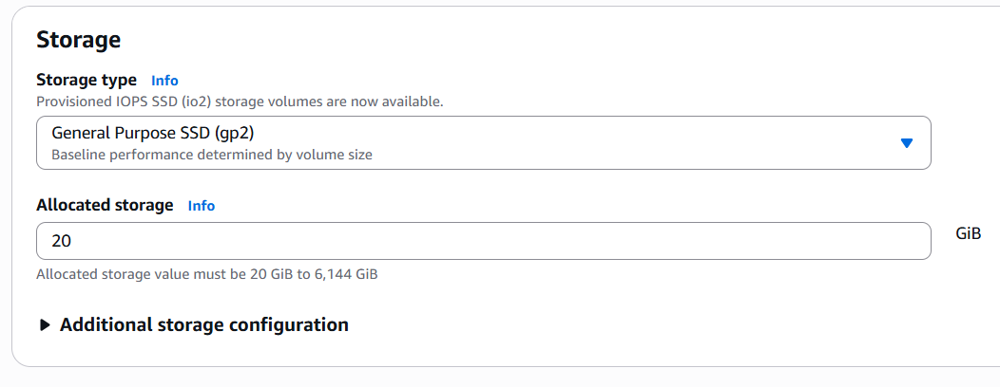 Storage
Storage type Info
Provisioned IOPS SSD (io2) storage volumes are now available.
General Purpose SSD (gp2)
Baseline performance determined by volume size
Allocated storage Info
20
GiB
Allocated storage value must be 20 GiB to 6,144 GiB
Additional storage configuration